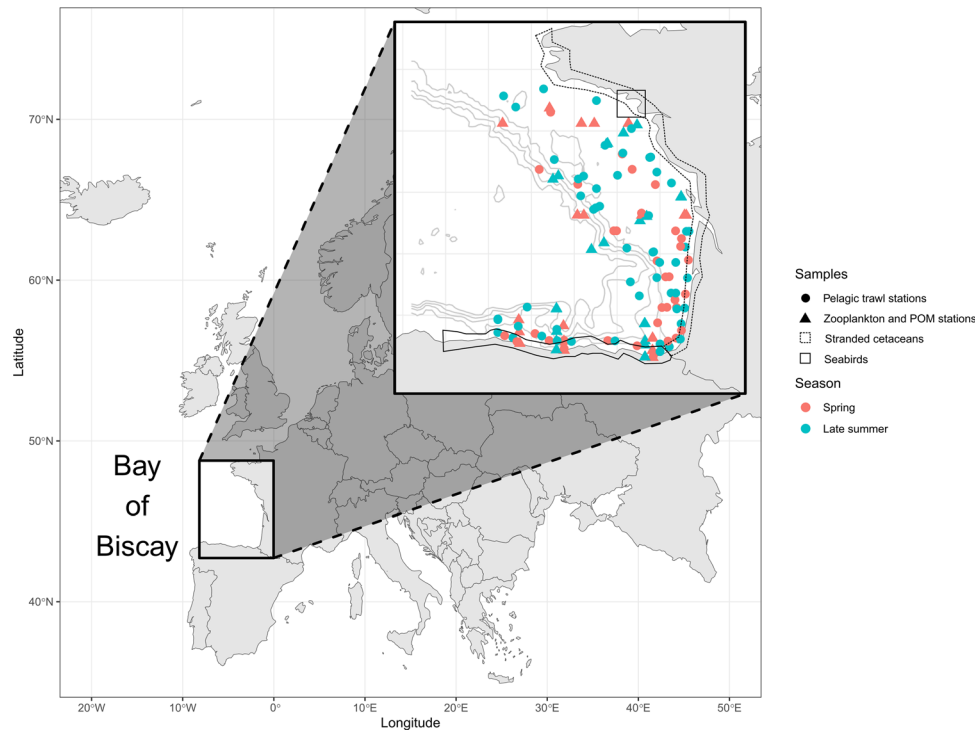 70°N
60°N
50°N
40°N
Latitude
Bay
of
Biscay
20°W
10°W
0°
10°E
20°E
30°E
40°E
50°E
Longitude
Samples
Pelagic trawl stations
Zooplankton and POM stations
Stranded cetaceans
Seabirds
Season
Spring
Late summer